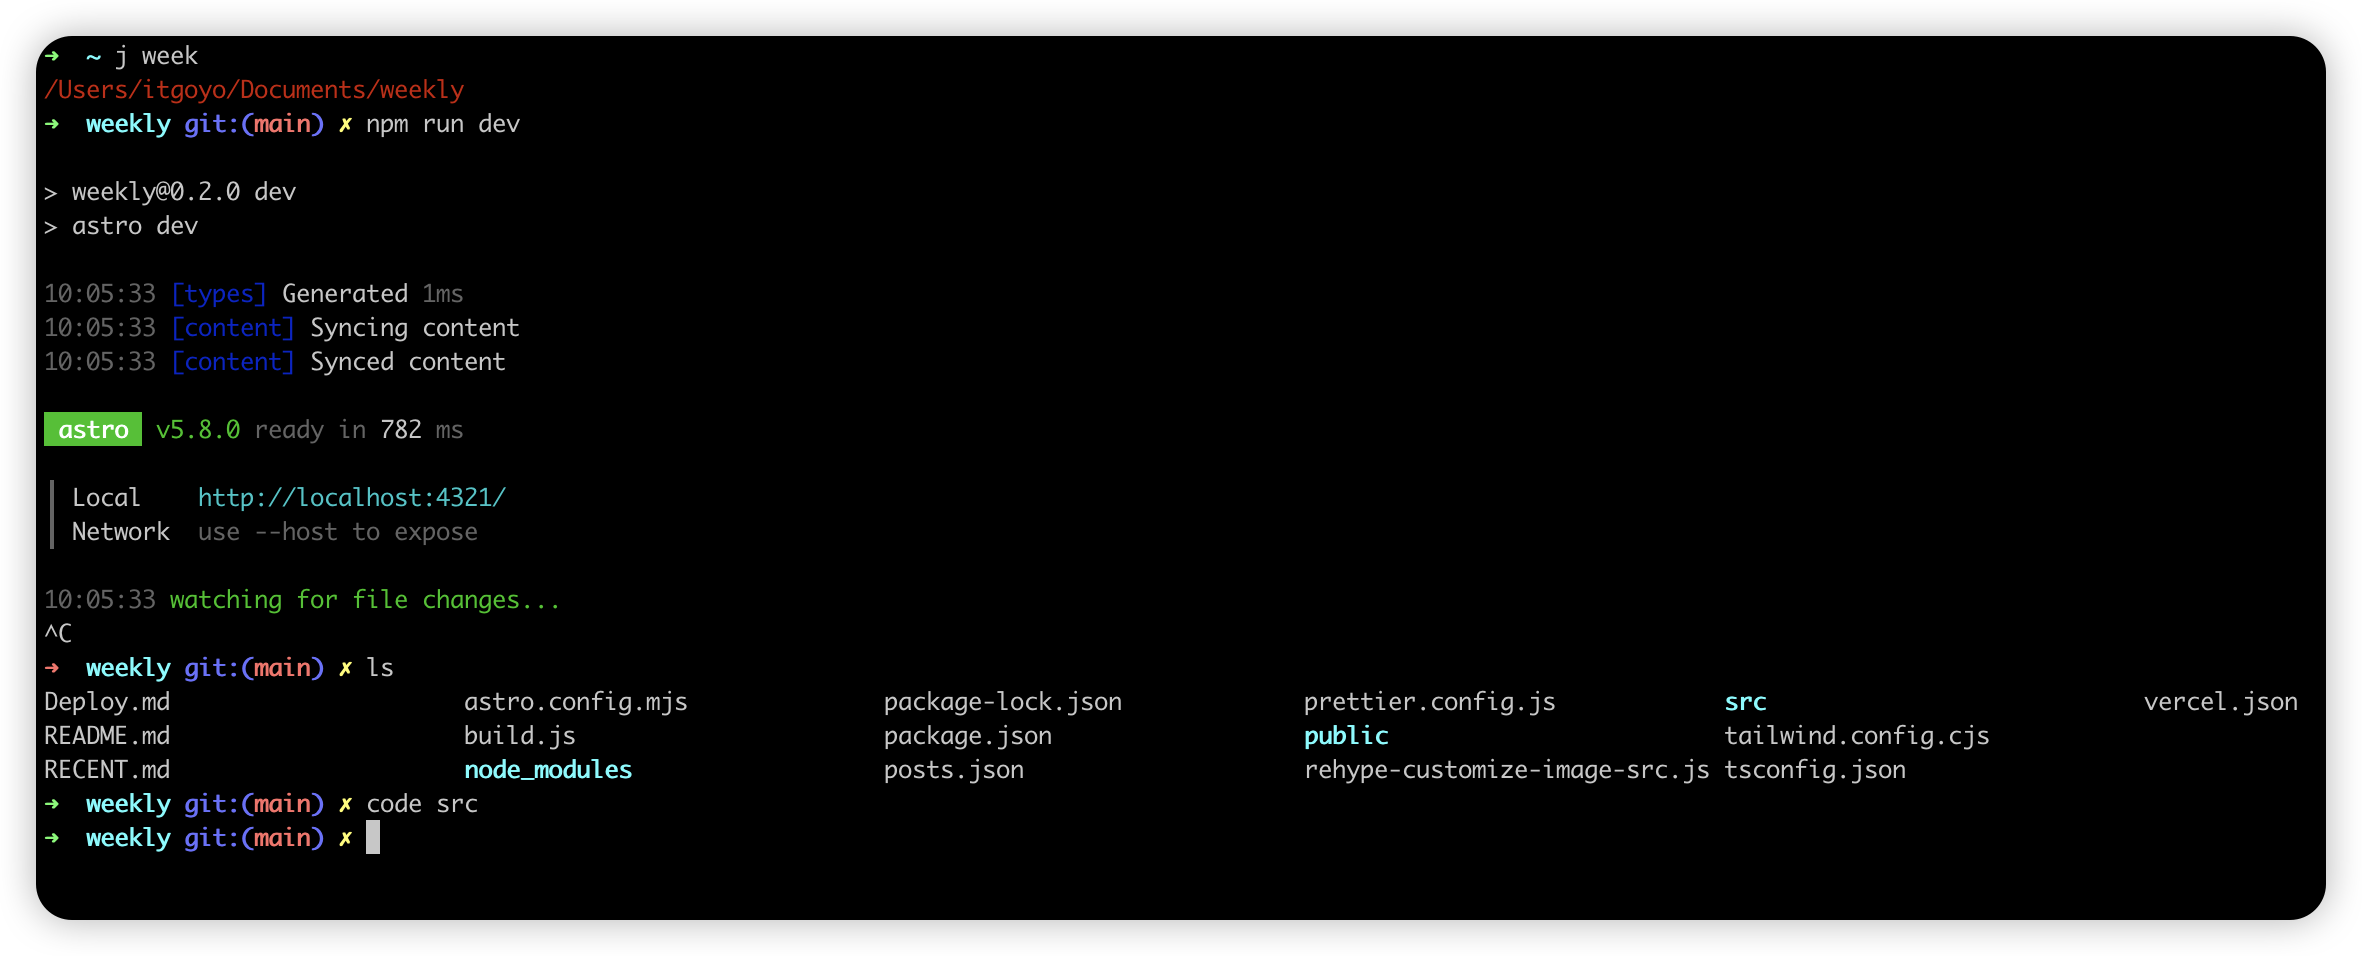 ➜  ~ j week
/Users/itgoyo/Documents/weekly
➜  weekly git:(main) ✗ npm run dev

> weekly@0.2.0 dev
> astro dev

10:05:33 [types] Generated 1ms
10:05:33 [content] Syncing content
10:05:33 [content] Synced content

 astro  v5.8.0 ready in 782 ms

┃ Local    http://localhost:4321/
┃ Network  use --host to expose

10:05:33 watching for file changes...
^C
➜  weekly git:(main) ✗ ls
Deploy.md                     astro.config.mjs              package-lock.json             prettier.config.js            src                           vercel.json
README.md                     build.js                      package.json                  public                        tailwind.config.cjs
RECENT.md                     node_modules                  posts.json                    rehype-customize-image-src.js tsconfig.json
➜  weekly git:(main) ✗ code src
➜  weekly git:(main) ✗